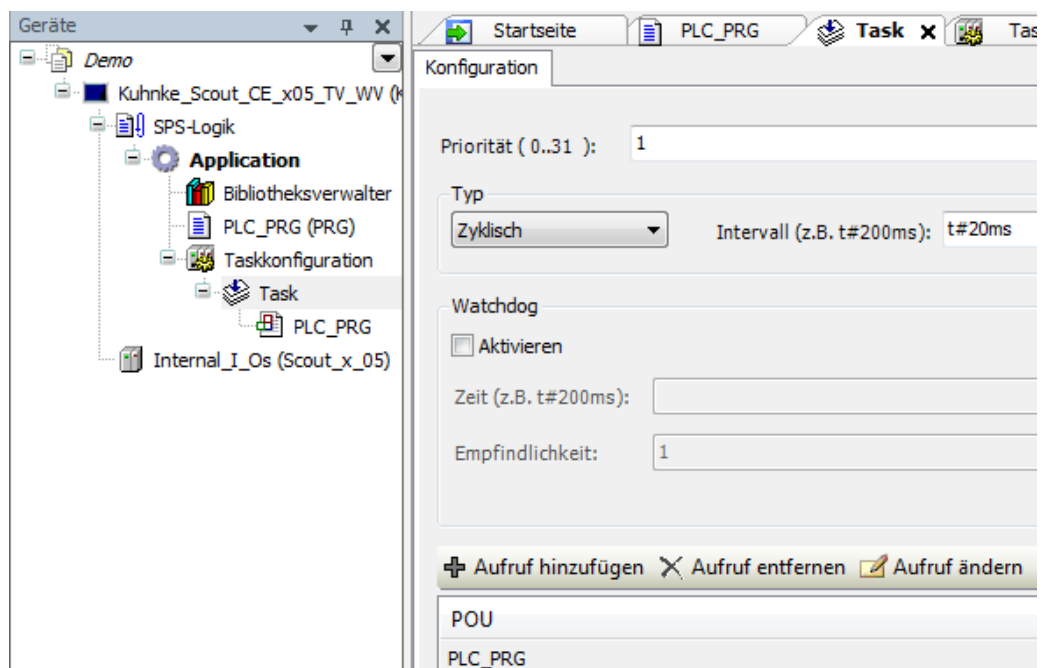 Geräte
Demo
Kuhnke_Scout_CE_x05_TV_WV (K
SPS-Logik
Application
Bibliotheksverwalter
PLC_PRG (PRG)
Taskkonfiguration
Task
PLC_PRG
Internal_I_Os (Scout_x_05)
Startseite PLC_PRG Task Tas
Konfiguration
Priorität ( 0..31 ): 1
Typ
Zyklisch Intervall (z.B. t#200ms): t#20ms
Watchdog
Aktivieren
Zeit (z.B. t#200ms):
Empfindlichkeit: 1
Aufruf hinzufügen Aufruf entfernen Aufruf ändern
POU
PLC_PRG